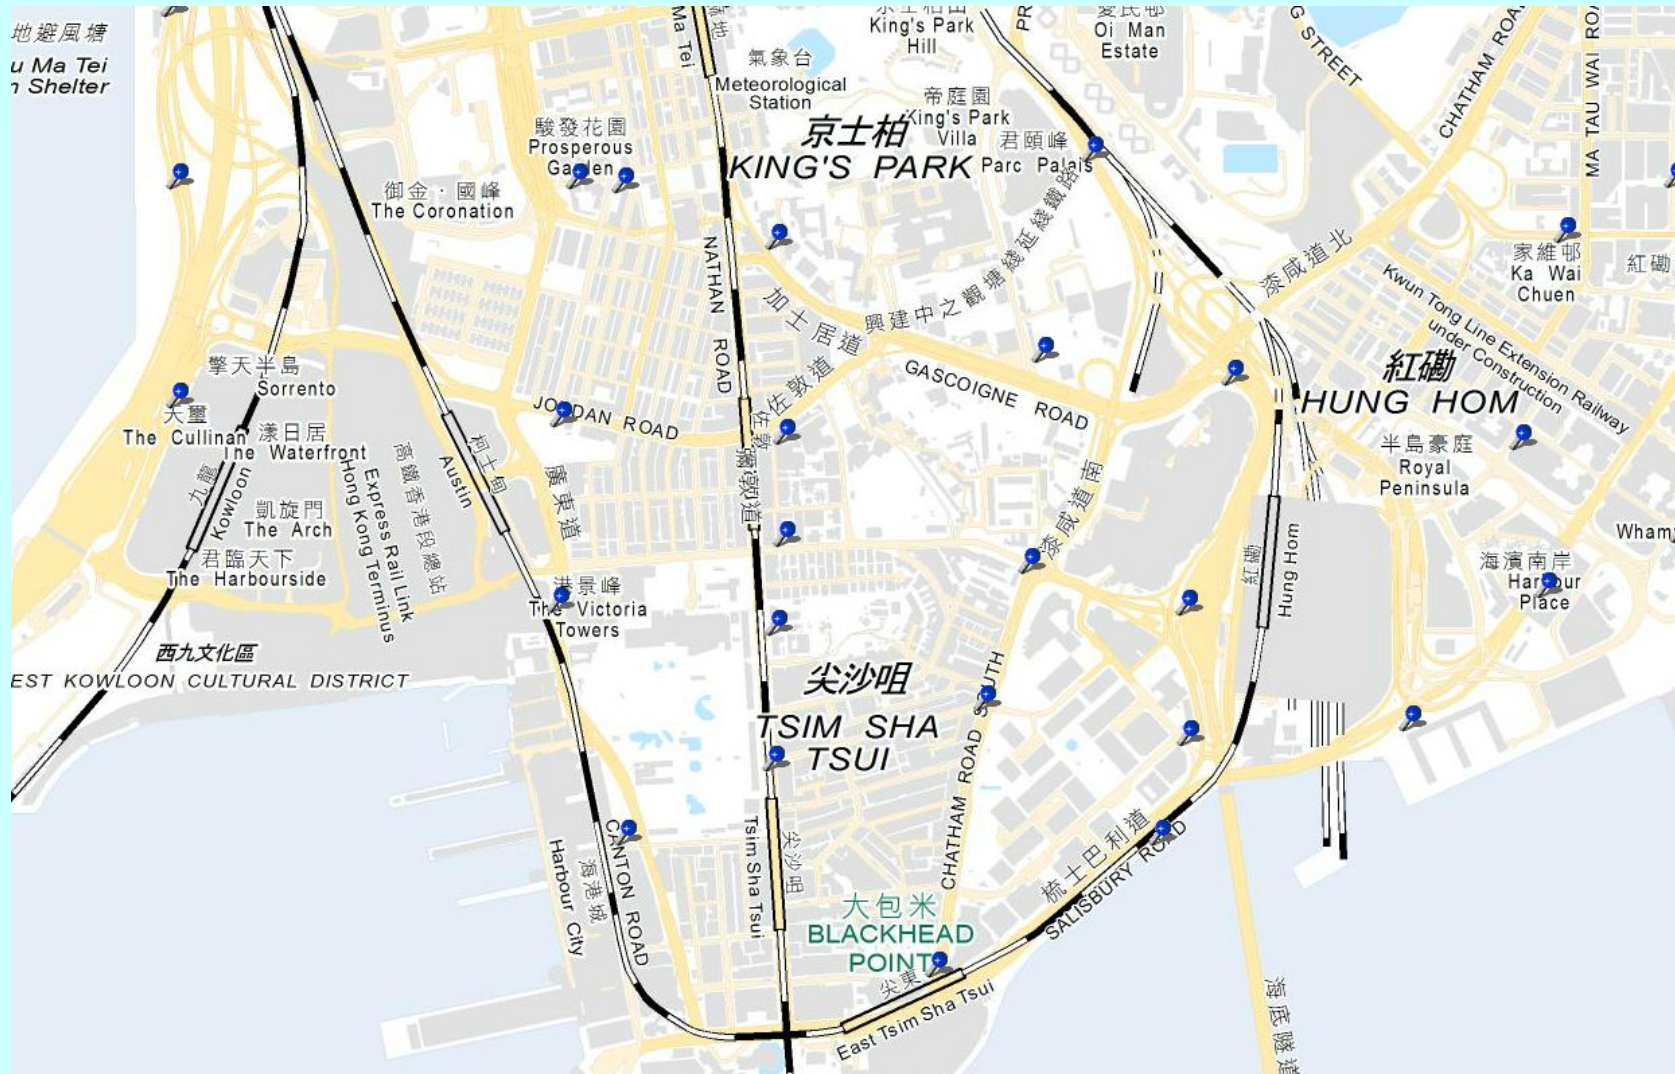 地避風塘
u Ma Tei
n Shelter
Ma Tei
氣象台
Meteorological
Station
King's Park
Hill
Oi Man
Estate
PR
G STREET
CHATHAM ROA
MA TAU WAI ROA
駿發花園
Prosperous
Garden
帝庭園
King's Park
Villa
京士柏
KING'S PARK
君頤峰
Parc Palais
御金．國峰
The Coronation
NATHAN ROAD
加士居道
興建中之觀塘綫延綫鐵路
漆咸道北
家維邨
Ka Wai
Chuen
紅磡
Kwun Tong Line Extension Railway
under Construction
擎天半島
Sorrento
天璽
The Cullinan
漾日居
The Waterfront
九龍
Kowloon
凱旋門
The Arch
君臨天下
The Harbourside
高鐵香港段總站
Express Rail Link
Hong Kong Terminus
柯士甸
Austin
JORDAN ROAD
廣東道
佐敦道
佐敦
彌敦道
GASCOIGNE ROAD
紅磡
HUNG HOM
半島豪庭
Royal
Peninsula
漆咸道南
紅磡
Hung Hom
Wham
海濱南岸
Harbour
Place
港景峰
The Victoria
Towers
西九文化區
EST KOWLOON CULTURAL DISTRICT
尖沙咀
TSIM SHA
TSUI
CHATHAM ROAD SOUTH
CANTON ROAD
海港城
Harbour City
尖沙咀
Tsim Sha Tsui
梳士巴利道
SALISBURY ROAD
大包米
BLACKHEAD
POINT
尖東
East Tsim Sha Tsui
海底隧道